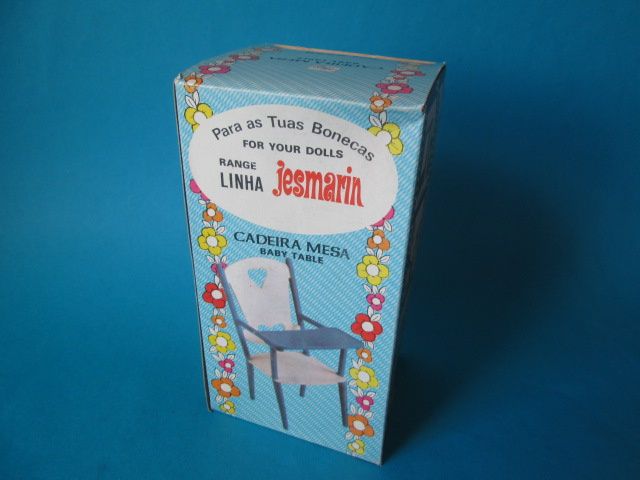 Para as Tuas Bonecas
FOR YOUR DOLLS
RANGE
LINHA jesmarin
CADEIRA MESA
BABY TABLE